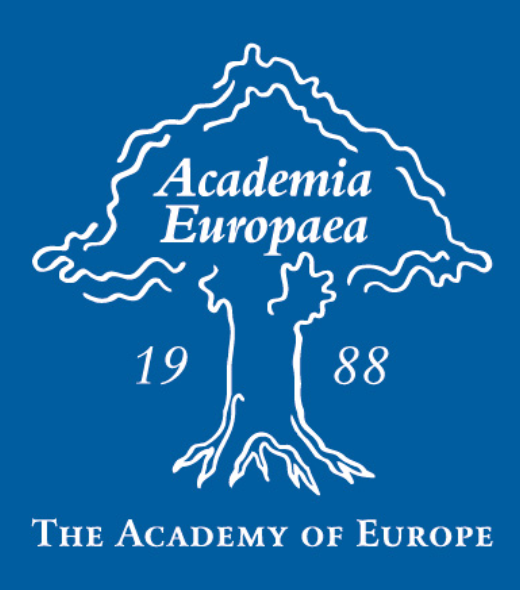 Academia
Europaea
19 88
THE ACADEMY OF EUROPE